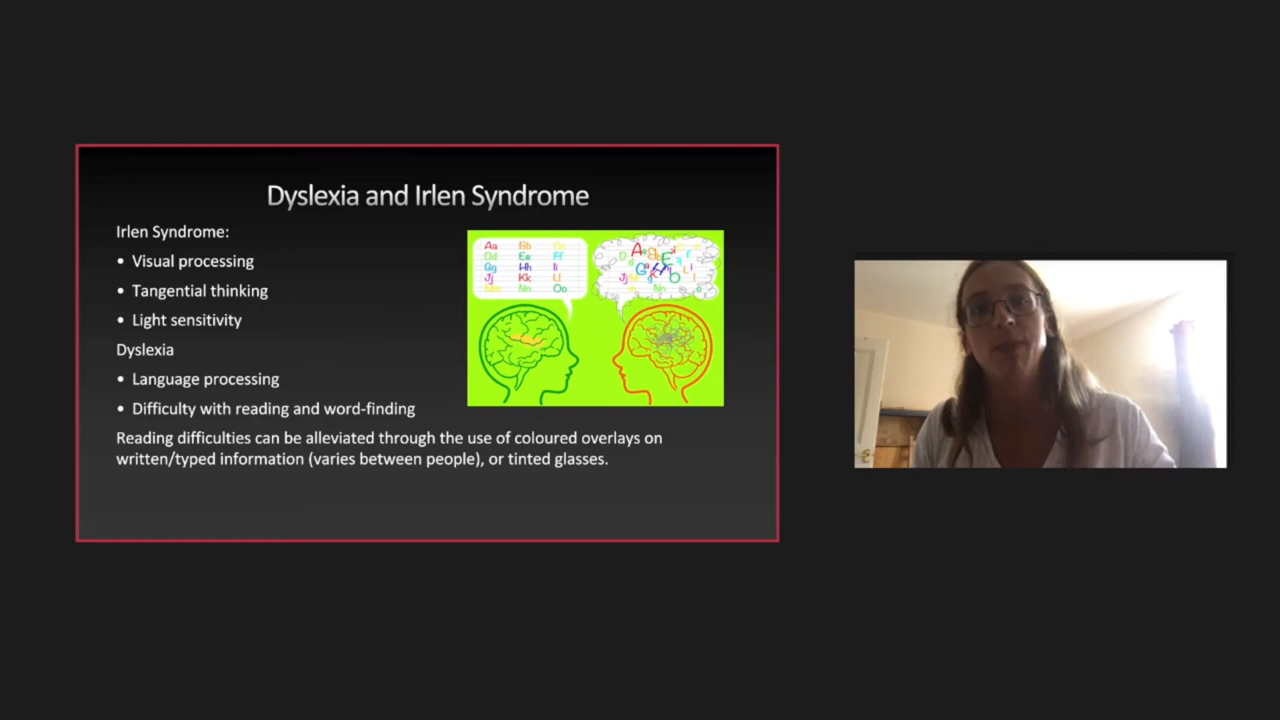 Dyslexia and Irlen Syndrome
Irlen Syndrome:
• Visual processing
• Tangential thinking
• Light sensitivity
Dyslexia
• Language processing
• Difficulty with reading and word-finding
Reading difficulties can be alleviated through the use of coloured overlays on
written/typed information (varies between people), or tinted glasses.
Aa Bb Cc
Dd Ee Ff
Gg Hh Ii
Jj Kk Ll
Mm Nn Oo